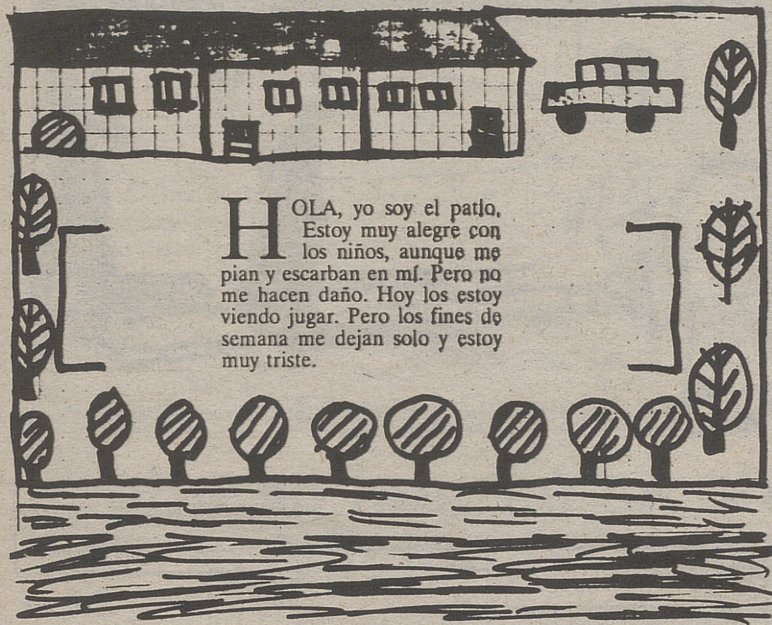 HOLA, yo soy el patio.
Estoy muy alegre con
los niños, aunque me
pian y escarban en mí. Pero no
me hacen daño. Hoy los estoy
viendo jugar. Pero los fines de
semana me dejan solo y estoy
muy triste.